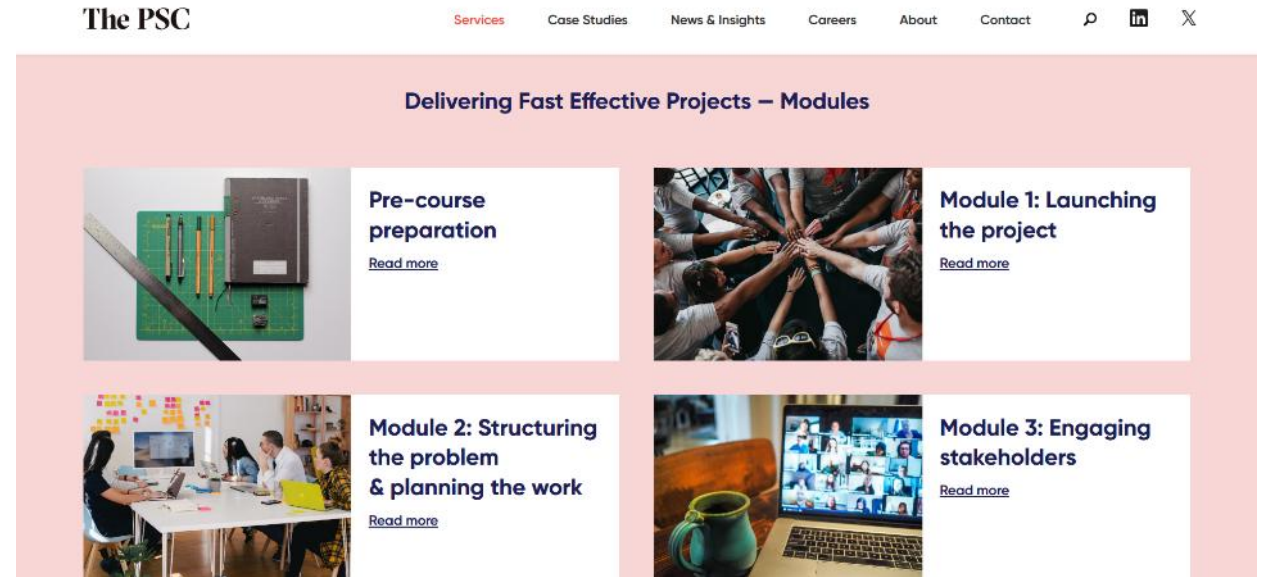 The PSC
Services Case Studies News & Insights Careers About Contact
Delivering Fast Effective Projects – Modules
Pre-course
preparation
Read more
Module 1: Launching
the project
Read more
Module 2: Structuring
the problem
& planning the work
Read more
Module 3: Engaging
stakeholders
Read more